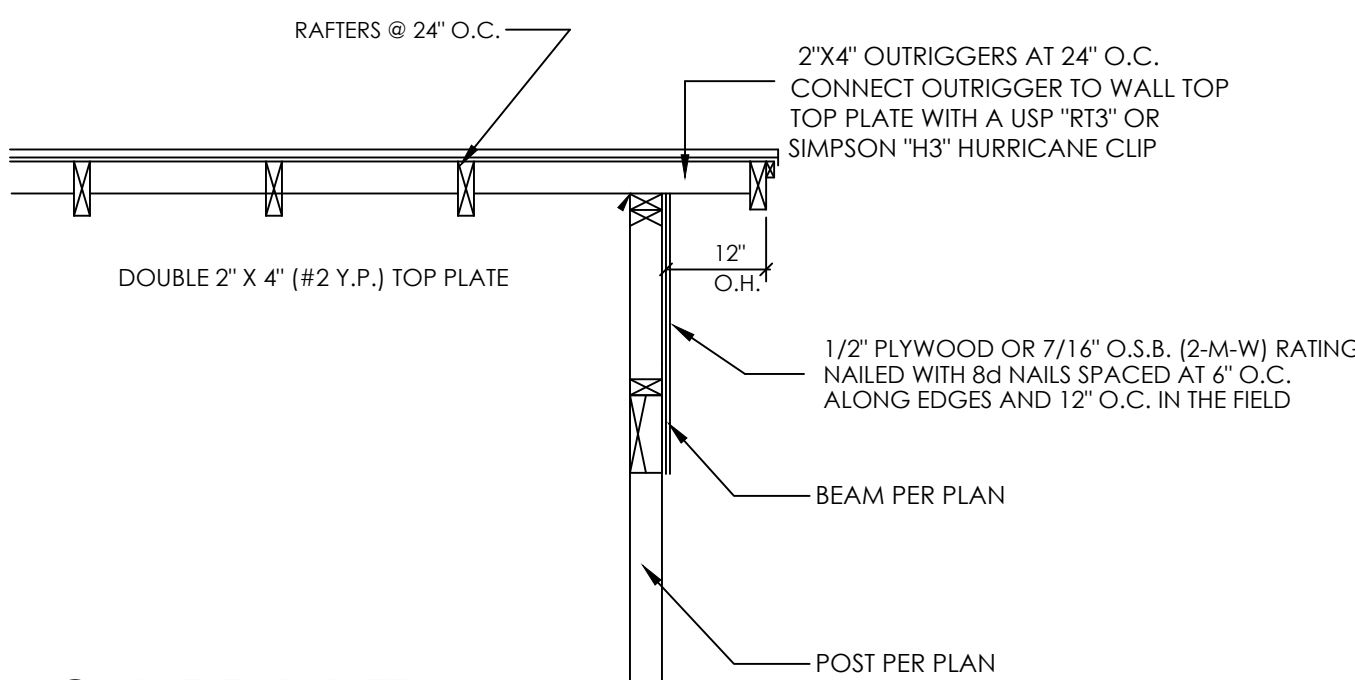 RAFTERS @ 24" O.C.
2"X4" OUTRIGGERS AT 24" O.C.
CONNECT OUTRIGGER TO WALL TOP
TOP PLATE WITH A USP "RT3" OR
SIMPSON "H3" HURRICANE CLIP
12"
O.H.
DOUBLE 2" X 4" (#2 Y.P.) TOP PLATE
1/2" PLYWOOD OR 7/16" O.S.B. (2-M-W) RATING
NAILED WITH 8d NAILS SPACED AT 6" O.C.
ALONG EDGES AND 12" O.C. IN THE FIELD
BEAM PER PLAN
POST PER PLAN